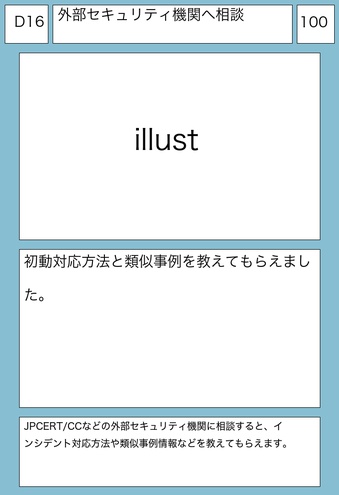 D16
外部セキュリティ機関へ相談
100
illust
初動対応方法と類似事例を教えてもらえまし
た。
JPCERT/CCなどの外部セキュリティ機関に相談すると、イ
ンシデント対応方法や類似事例情報などを教えてもらえます。